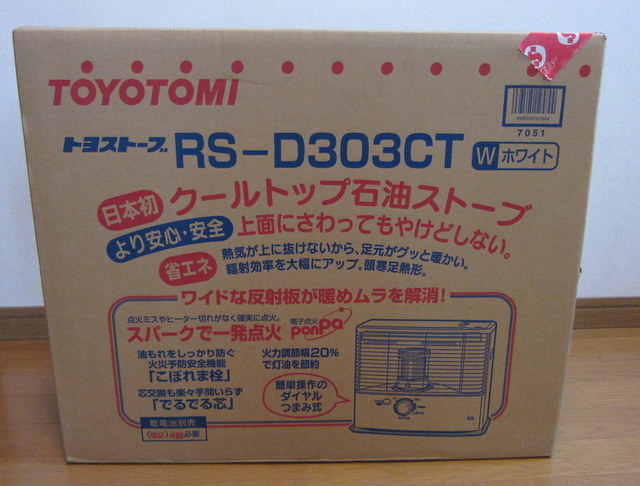 TOYOTOMI
7051
トヨストーブ RS-D303CT W ホワイト
日本初 クールトップ石油ストーブ
より安心・安全 上面にさわってもやけどしない。
省エネ 熱気が上に抜けないから、足元がグッと暖かい。
輻射効率を大幅にアップ。頭寒足熱形。
ワイドな反射板が暖めムラを解消!
点火ミスやヒーター切れがなく確実に点火。
スパークで一発点火 電子点火 ponpa
油もれをしっかり防ぐ
火災予防安全機能
「こぼれま栓」
芯交換も楽々手間いらず
「でるでる芯」
火力調節幅20%
で灯油を節約
簡単操作の
ダイヤル
つまみ式
乾電池別売
4個必要